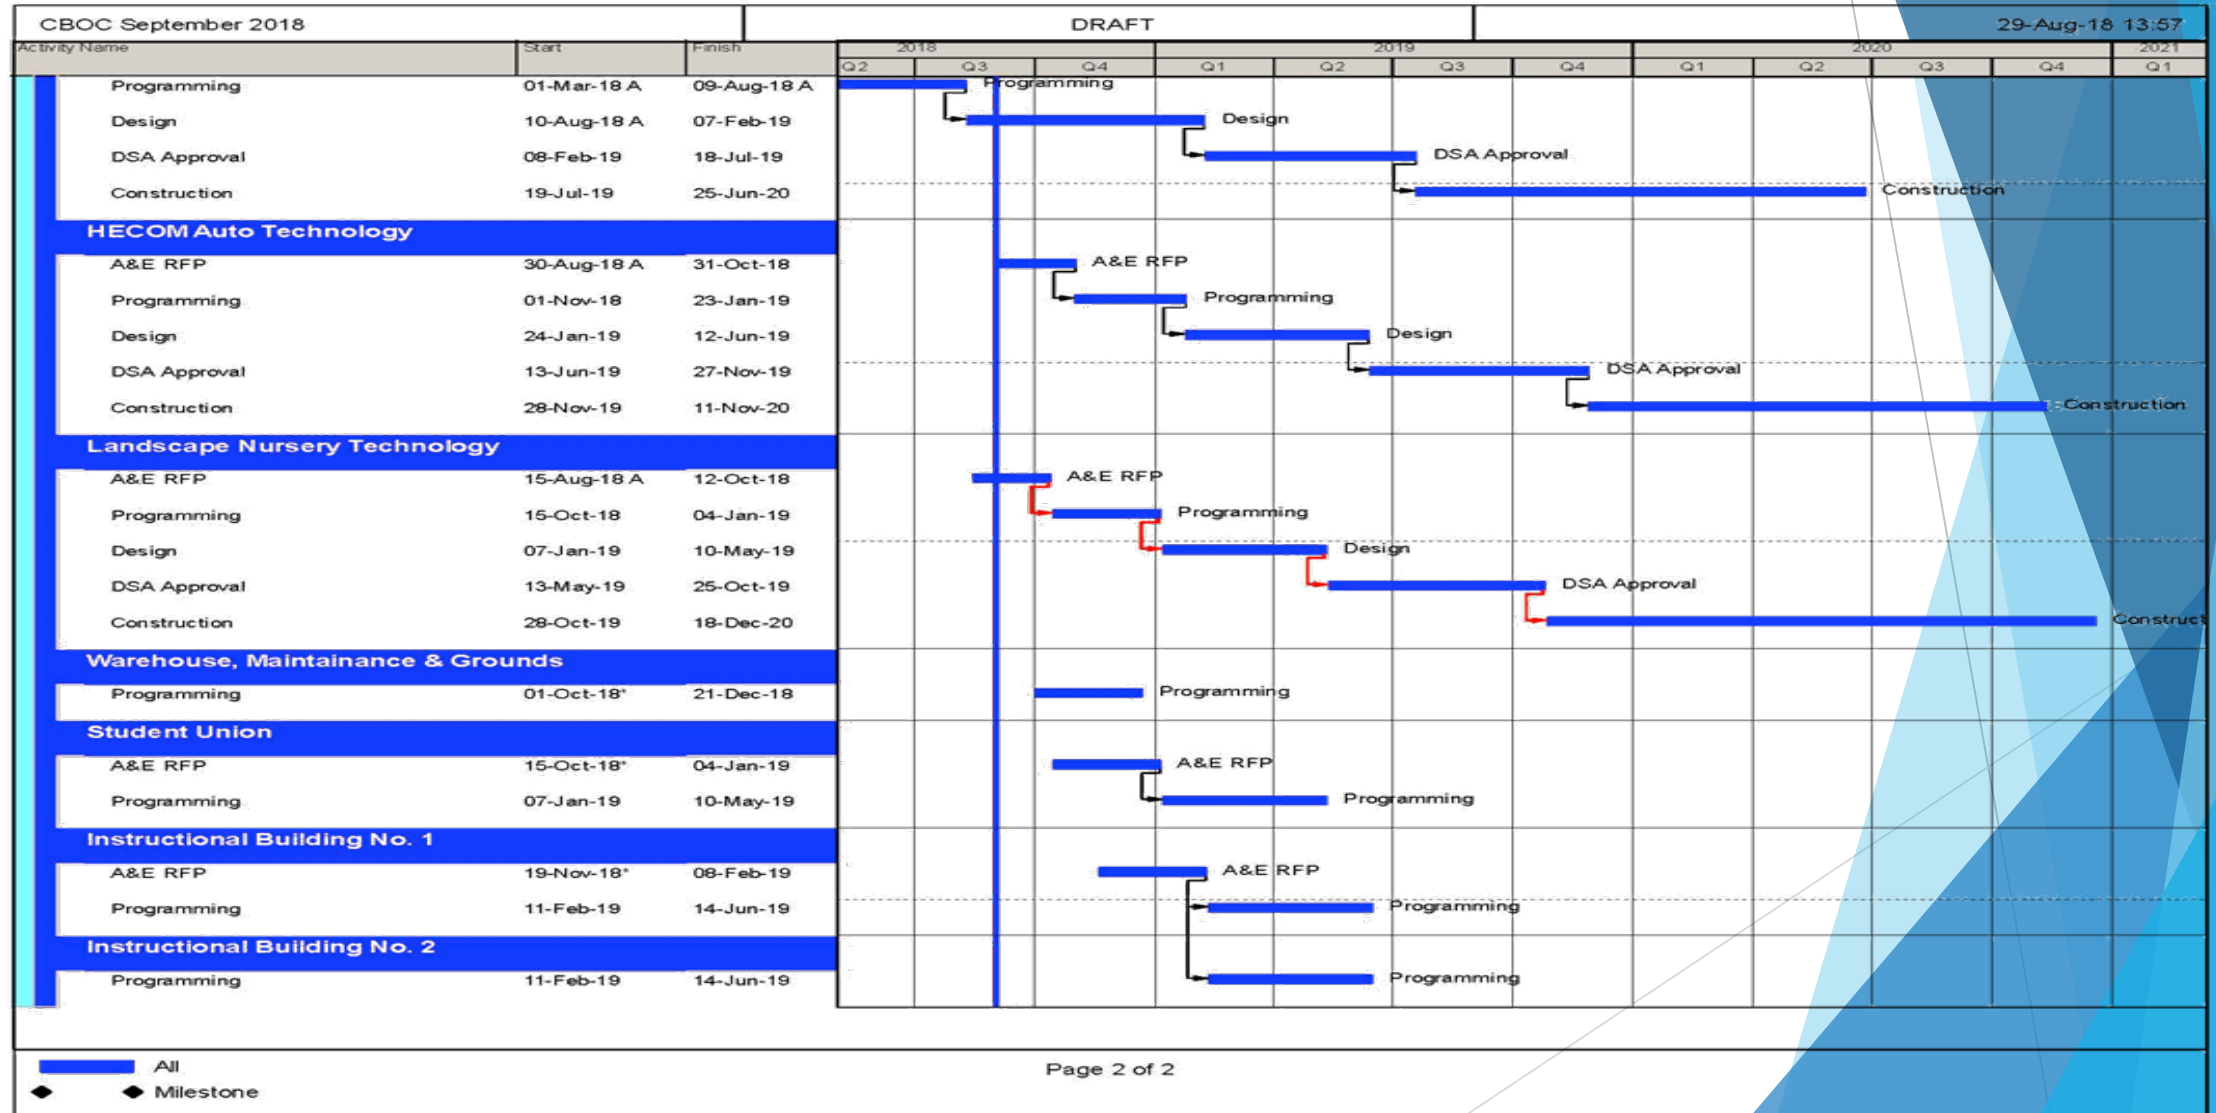 CBOC September 2018 DRAFT 29-Aug-18 13:57
Activity Name Start Finish 2018 2019 2020 2021
Q2 Q3 Q4 Q1 Q2 Q3 Q4 Q1 Q2 Q3 Q4 Q1
Programming 01-Mar-18 A 09-Aug-18 A Programming
Design 10-Aug-18 A 07-Feb-19 Design
DSA Approval 08-Feb-19 18-Jul-19 DSA Approval
Construction 19-Jul-19 25-Jun-20 Construction
HECOM Auto Technology
A&E RFP 30-Aug-18 A 31-Oct-18 A&E RFP
Programming 01-Nov-18 23-Jan-19 Programming
Design 24-Jan-19 12-Jun-19 Design
DSA Approval 13-Jun-19 27-Nov-19 DSA Approval
Construction 28-Nov-19 11-Nov-20 Construction
Landscape Nursery Technology
A&E RFP 15-Aug-18 A 12-Oct-18 A&E RFP
Programming 15-Oct-18 04-Jan-19 Programming
Design 07-Jan-19 10-May-19 Design
DSA Approval 13-May-19 25-Oct-19 DSA Approval
Construction 28-Oct-19 18-Dec-20 Construct
Warehouse, Maintainance & Grounds
Programming 01-Oct-18* 21-Dec-18 Programming
Student Union
A&E RFP 15-Oct-18* 04-Jan-19 A&E RFP
Programming 07-Jan-19 10-May-19 Programming
Instructional Building No. 1
A&E RFP 19-Nov-18* 08-Feb-19 A&E RFP
Programming 11-Feb-19 14-Jun-19 Programming
Instructional Building No. 2
Programming 11-Feb-19 14-Jun-19 Programming
All Page 2 of 2
Milestone